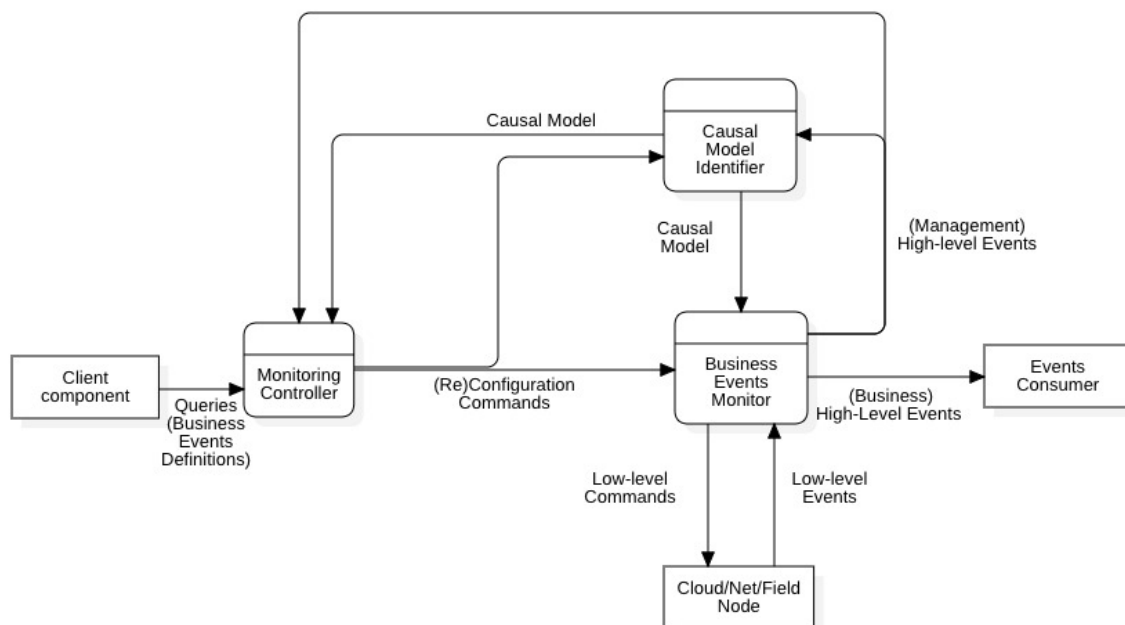 Causal Model
Causal
Model
Identifier
Causal
Model
(Management)
High-level Events
Client
component
Queries
(Business
Events
Definitions)
Monitoring
Controller
(Re)Configuration
Commands
Business
Events
Monitor
(Business)
High-Level Events
Events
Consumer
Low-level
Commands
Low-level
Events
Cloud/Net/Field
Node